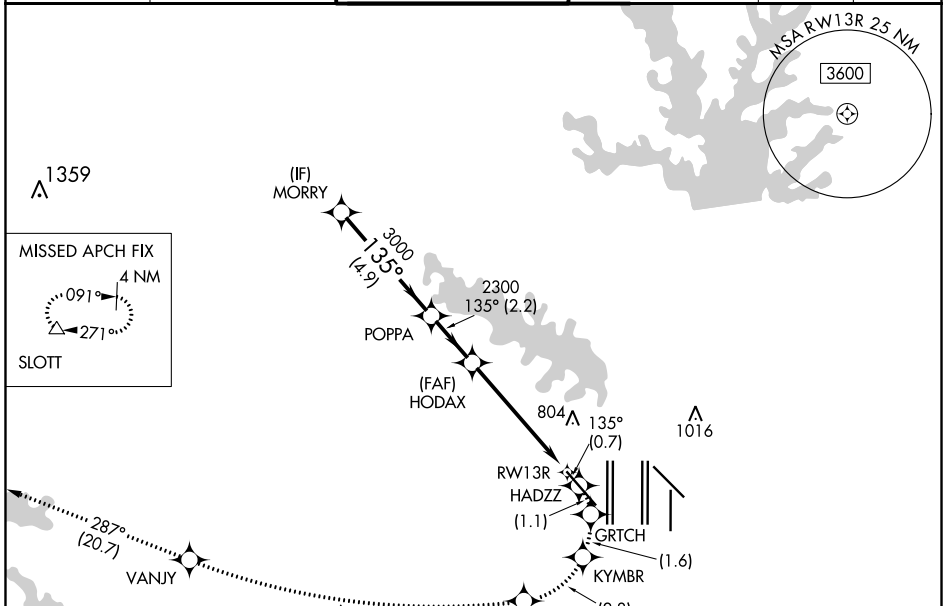 MSA RW13R 25 NM
3600
1359
(IF)
MORRY
3000
135°
(4.9)
MISSED APCH FIX
4 NM
091°
271°
SLOTT
2300
135° (2.2)
POPPA
(FAF)
HODAX
804
135°
(0.7)
1016
RW13R
HADZZ
(1.1)
GRTCH
(1.6)
KYMBR
287°
(20.7)
VANJY